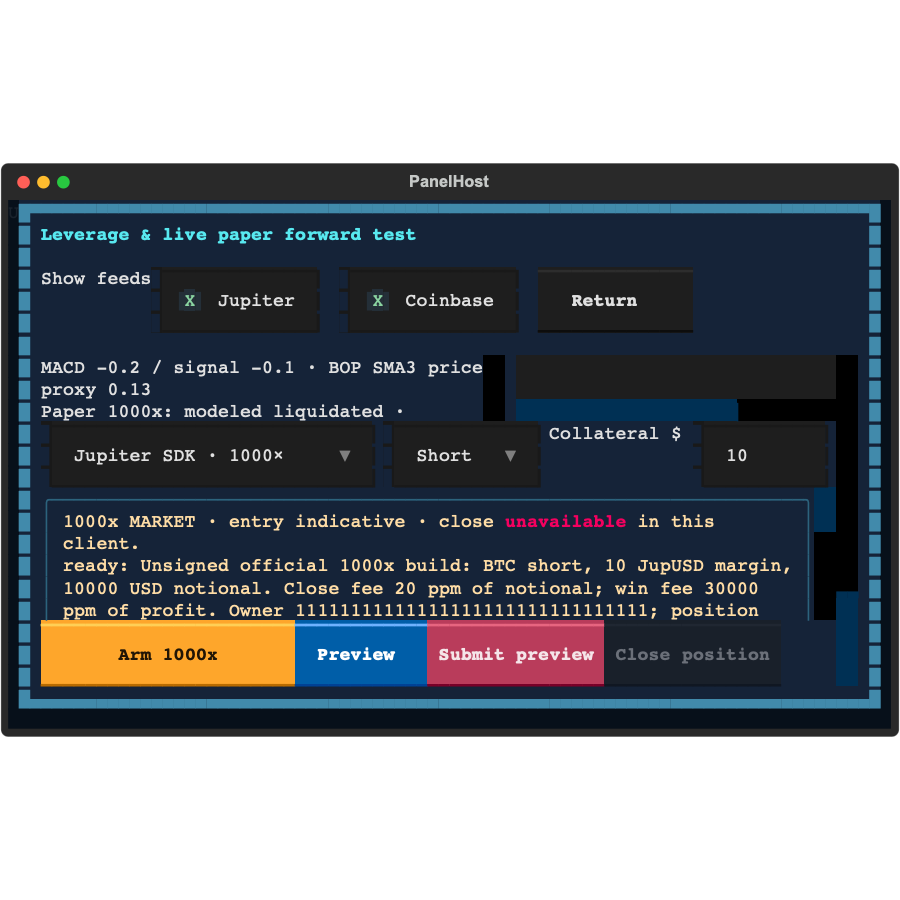 PanelHost
Leverage & live paper forward test
Show feeds
X Jupiter
X Coinbase
Return
MACD -0.2 / signal -0.1 · BOP SMA3 price
proxy 0.13
Paper 1000x: modeled liquidated ·
Jupiter SDK · 1000× ▼
Short ▼
Collateral $
10
1000x MARKET · entry indicative · close unavailable in this
client.
ready: Unsigned official 1000x build: BTC short, 10 JupUSD margin,
10000 USD notional. Close fee 20 ppm of notional; win fee 30000
ppm of profit. Owner 11111111111111111111111111111111; position
Arm 1000x
Preview
Submit preview
Close position